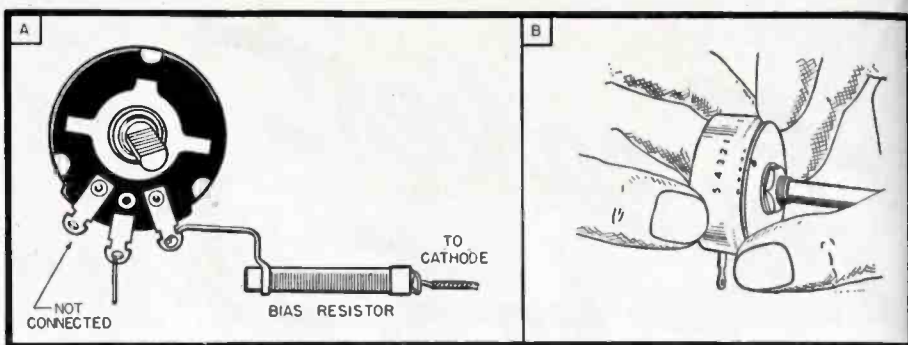 A
NOT
CONNECTED
BIAS RESISTOR
TO
CATHODE
B
5 4 3 2 1